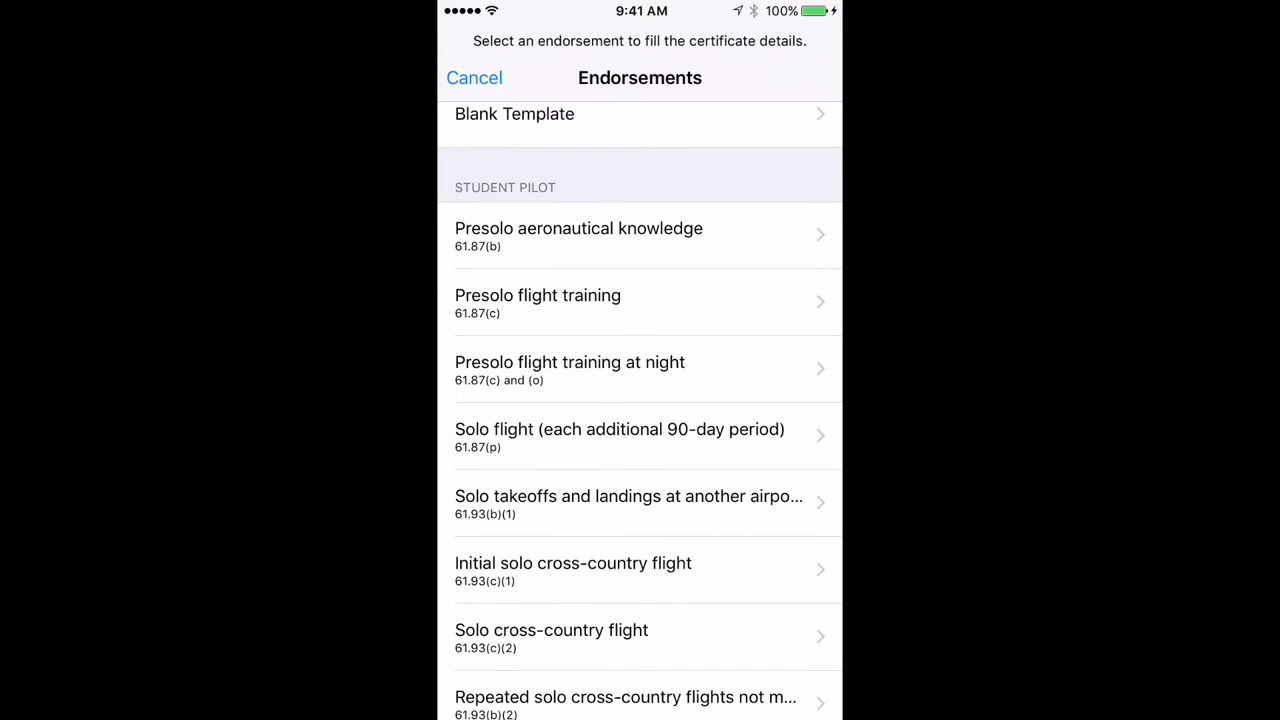 9:41 AM
100%
Select an endorsement to fill the certificate details.
Cancel
Endorsements
Blank Template
STUDENT PILOT
Presolo aeronautical knowledge
61.87(b)
Presolo flight training
61.87(c)
Presolo flight training at night
61.87(c) and (o)
Solo flight (each additional 90-day period)
61.87(p)
Solo takeoffs and landings at another airpo...
61.93(b)(1)
Initial solo cross-country flight
61.93(c)(1)
Solo cross-country flight
61.93(c)(2)
Repeated solo cross-country flights not m...
61.93(b)(2)